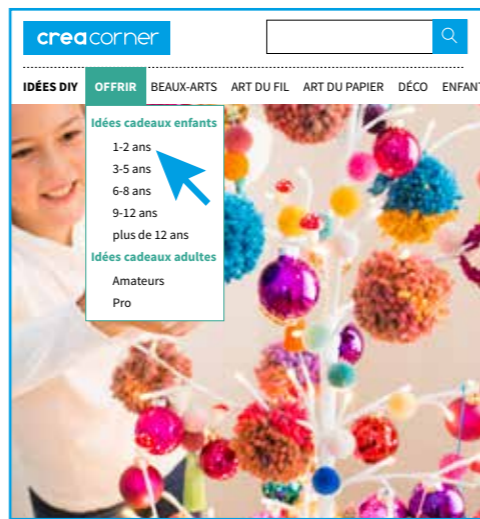 creacorner
IDÉES DIY OFFRIR BEAUX-ARTS ART DU FIL ART DU PAPIER DÉCO ENFANT
Idées cadeaux enfants
1-2 ans
3-5 ans
6-8 ans
9-12 ans
plus de 12 ans
Idées cadeaux adultes
Amateurs
Pro